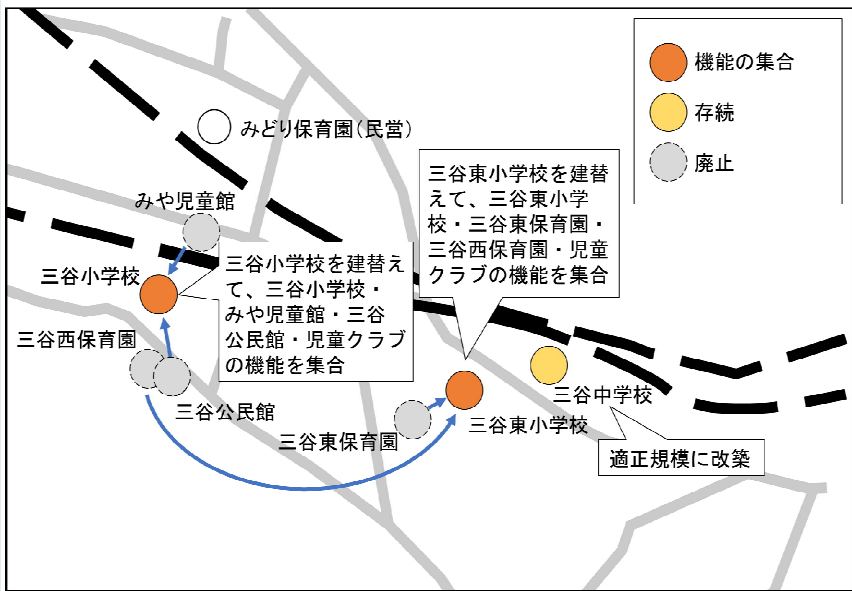 機能の集合
存続
廃止
みどり保育園(民営)
みや児童館
三谷東小学校を建替
えて、三谷東小学
校・三谷東保育園・
三谷西保育園・児童
クラブの機能を集合
三谷小学校
三谷小学校を建替え
て、三谷小学校・
みや児童館・三谷
公民館・児童クラブ
の機能を集合
三谷西保育園
三谷公民館
三谷東保育園
三谷東小学校
三谷中学校
適正規模に改築